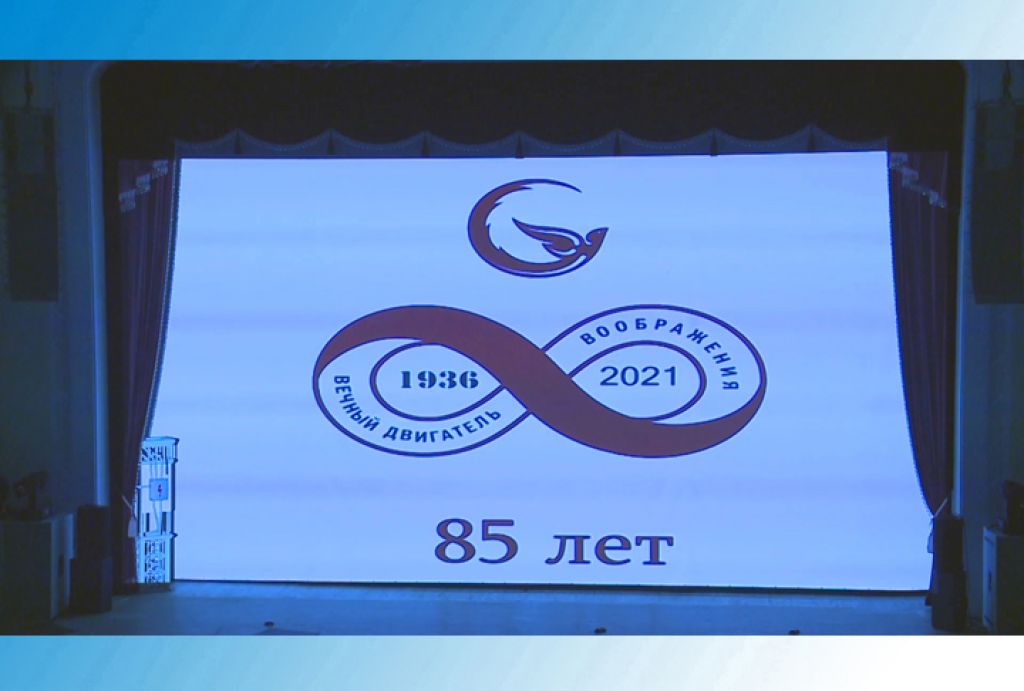 ВООБРАЖЕНИЯ
1936
2021
ВЕЧНЫЙ ДВИГАТЕЛЬ
85 лет